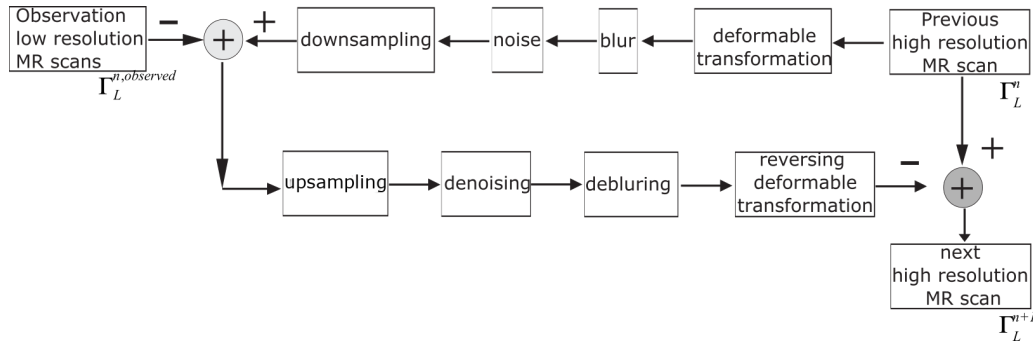 Observation
low resolution
MR scans
Γ_L^{n,observed}
−
+
+
downsampling
noise
blur
deformable
transformation
Previous
high resolution
MR scan
Γ_L^n
upsampling
denoising
debluring
reversing
deformable
transformation
−
+
+
next
high resolution
MR scan
Γ_L^{n+1}